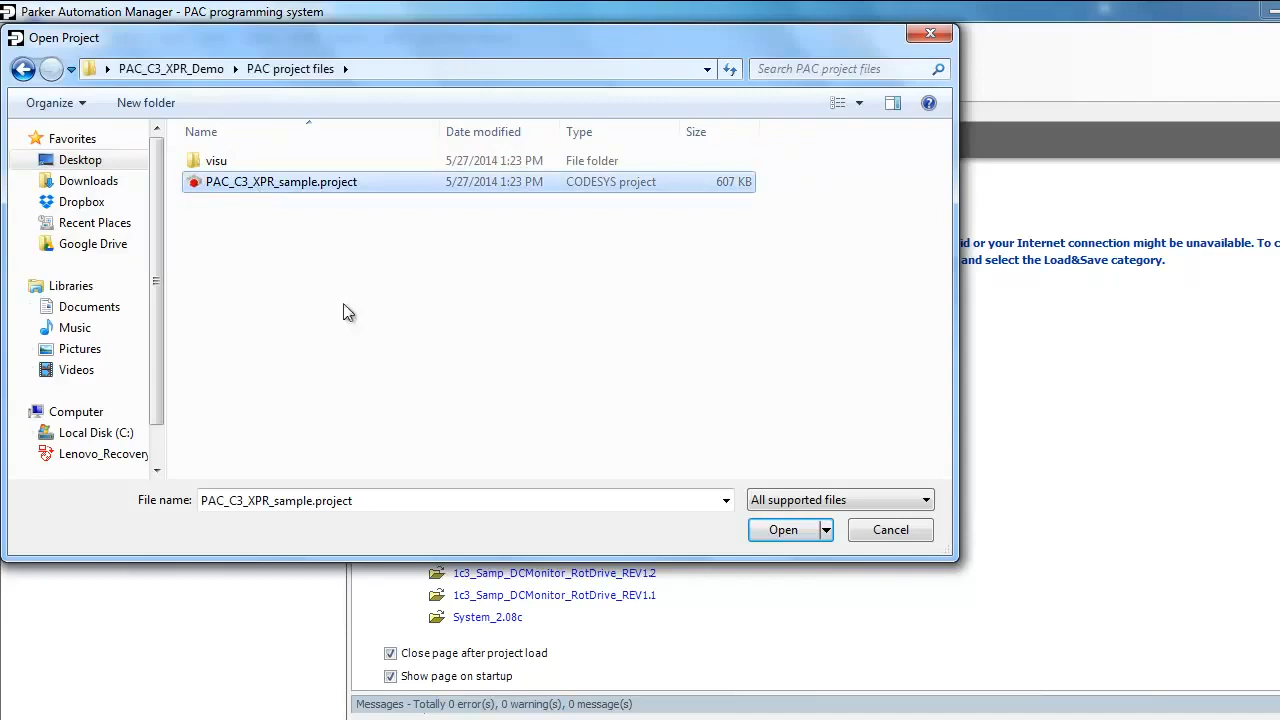 Parker Automation Manager - PAC programming system
Open Project
PAC_C3_XPR_Demo PAC project files
Search PAC project files
Organize New folder
Name Date modified Type Size
Favorites
Desktop
Downloads
Dropbox
Recent Places
Google Drive
Libraries
Documents
Music
Pictures
Videos
Computer
Local Disk (C:)
Lenovo_Recovery
visu 5/27/2014 1:23 PM File folder
PAC_C3_XPR_sample.project 5/27/2014 1:23 PM CODESYS project 607 KB
id or your Internet connection might be unavailable. To c
and select the Load&Save category.
File name: PAC_C3_XPR_sample.project
All supported files
Open Cancel
1c3_Samp_DCMonitor_RotDrive_REV1.2
1c3_Samp_DCMonitor_RotDrive_REV1.1
System_2.08c
Close page after project load
Show page on startup
Messages - Totally 0 error(s), 0 warning(s), 0 message(s)